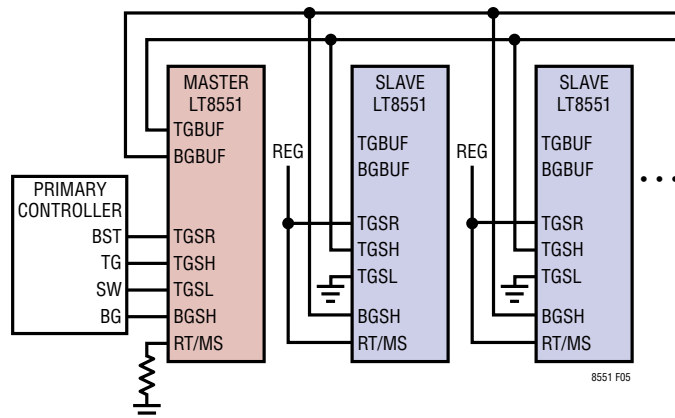 MASTER
LT8551
TGBUF
BGBUF
TGSR
TGSH
TGSL
BGSH
RT/MS
PRIMARY
CONTROLLER
BST
TG
SW
BG
REG
SLAVE
LT8551
TGBUF
BGBUF
TGSR
TGSH
TGSL
BGSH
RT/MS
REG
SLAVE
LT8551
TGBUF
BGBUF
TGSR
TGSH
TGSL
BGSH
RT/MS
8551 F05